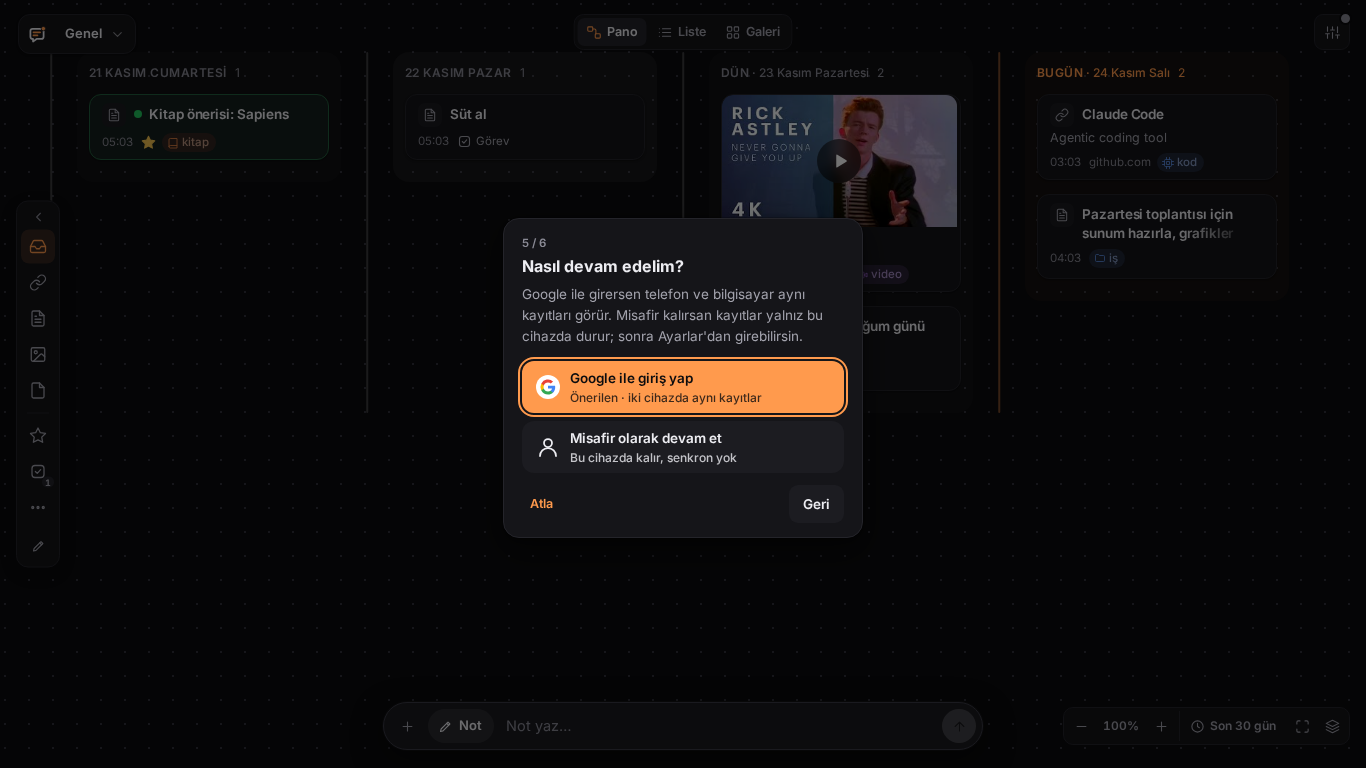 Genel
Pano
Liste
Galeri
21 KASIM CUMARTESİ 1
Kitap önerisi: Sapiens
05:03
kitap
22 KASIM PAZAR 1
Süt al
05:03
Görev
DÜN · 23 Kasım Pazartesi 2
RICK
ASTLEY
NEVER GONNA
GIVE YOU UP
4K
video
ğum günü
BUGÜN · 24 Kasım Salı 2
Claude Code
Agentic coding tool
03:03 github.com kod
Pazartesi toplantısı için
sunum hazırla, grafikler
04:03 iş
1
5 / 6
Nasıl devam edelim?
Google ile girersen telefon ve bilgisayar aynı
kayıtları görür. Misafir kalırsan kayıtlar yalnız bu
cihazda durur; sonra Ayarlar'dan girebilirsin.
Google ile giriş yap
Önerilen · iki cihazda aynı kayıtlar
Misafir olarak devam et
Bu cihazda kalır, senkron yok
Atla
Geri
Not
Not yaz...
100%
Son 30 gün